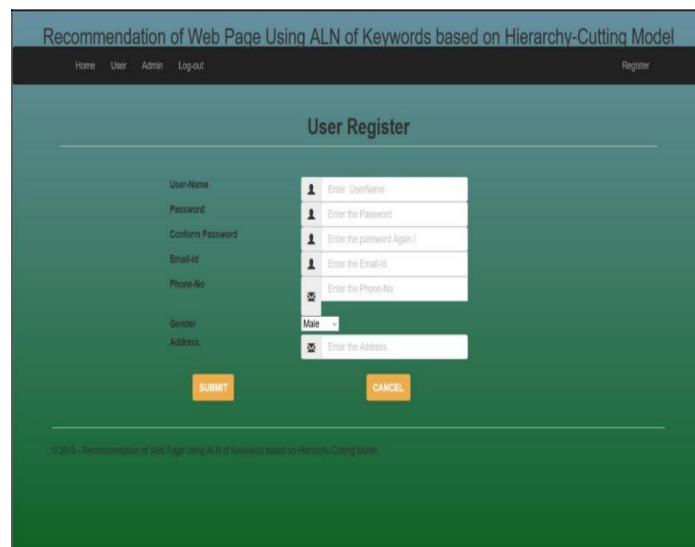 Recommendation of Web Page Using ALN of Keywords based on Hierarchy-Cutting Model
Home User Admin Log-out Register
User Register
User-Name Enter UserName
Password Enter the Password
Conform Password Enter the password Again !
Email-Id Enter the Email-Id
Phone-No Enter the Phone-No
Gender Male
Address Enter the Address
SUBMIT CANCEL
© 2018 - Recommendation of Web Page Using ALN of Keywords based on Hierarchy-Cutting Model